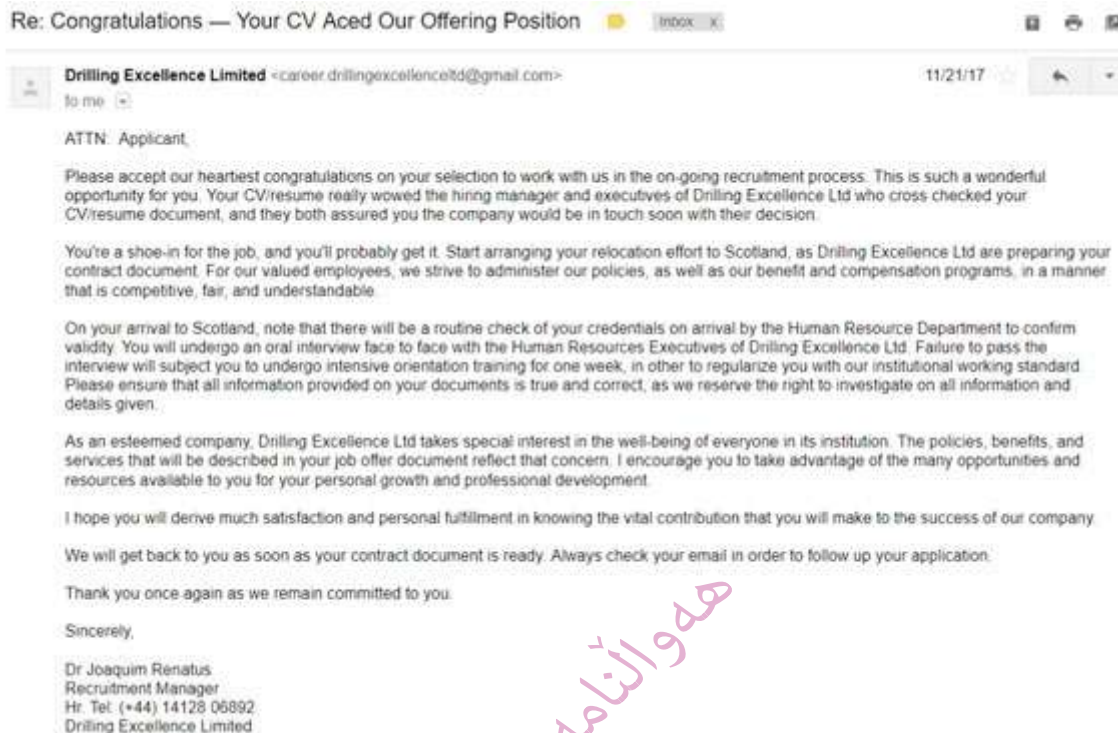 Re: Congratulations — Your CV Aced Our Offering Position Inbox x
Drilling Excellence Limited <career.drillingexcellenceltd@gmail.com> 11/21/17
to me
ATTN: Applicant,
Please accept our heartiest congratulations on your selection to work with us in the on-going recruitment process. This is such a wonderful
opportunity for you. Your CV/resume really wowed the hiring manager and executives of Drilling Excellence Ltd who cross checked your
CV/resume document, and they both assured you the company would be in touch soon with their decision.
You're a shoe-in for the job, and you'll probably get it. Start arranging your relocation effort to Scotland, as Drilling Excellence Ltd are preparing your
contract document. For our valued employees, we strive to administer our policies, as well as our benefit and compensation programs, in a manner
that is competitive, fair, and understandable.
On your arrival to Scotland, note that there will be a routine check of your credentials on arrival by the Human Resource Department to confirm
validity. You will undergo an oral interview face to face with the Human Resources Executives of Drilling Excellence Ltd. Failure to pass the
interview will subject you to undergo intensive orientation training for one week, in other to regularize you with our institutional working standard.
Please ensure that all information provided on your documents is true and correct, as we reserve the right to investigate on all information and
details given.
As an esteemed company, Drilling Excellence Ltd takes special interest in the well-being of everyone in its institution. The policies, benefits, and
services that will be described in your job offer document reflect that concern. I encourage you to take advantage of the many opportunities and
resources available to you for your personal growth and professional development.
I hope you will derive much satisfaction and personal fulfillment in knowing the vital contribution that you will make to the success of our company.
We will get back to you as soon as your contract document is ready. Always check your email in order to follow up your application.
Thank you once again as we remain committed to you.
Sincerely,
Dr Joaquim Renatus
Recruitment Manager
Hr. Tel: (+44) 14128 06892
Drilling Excellence Limited